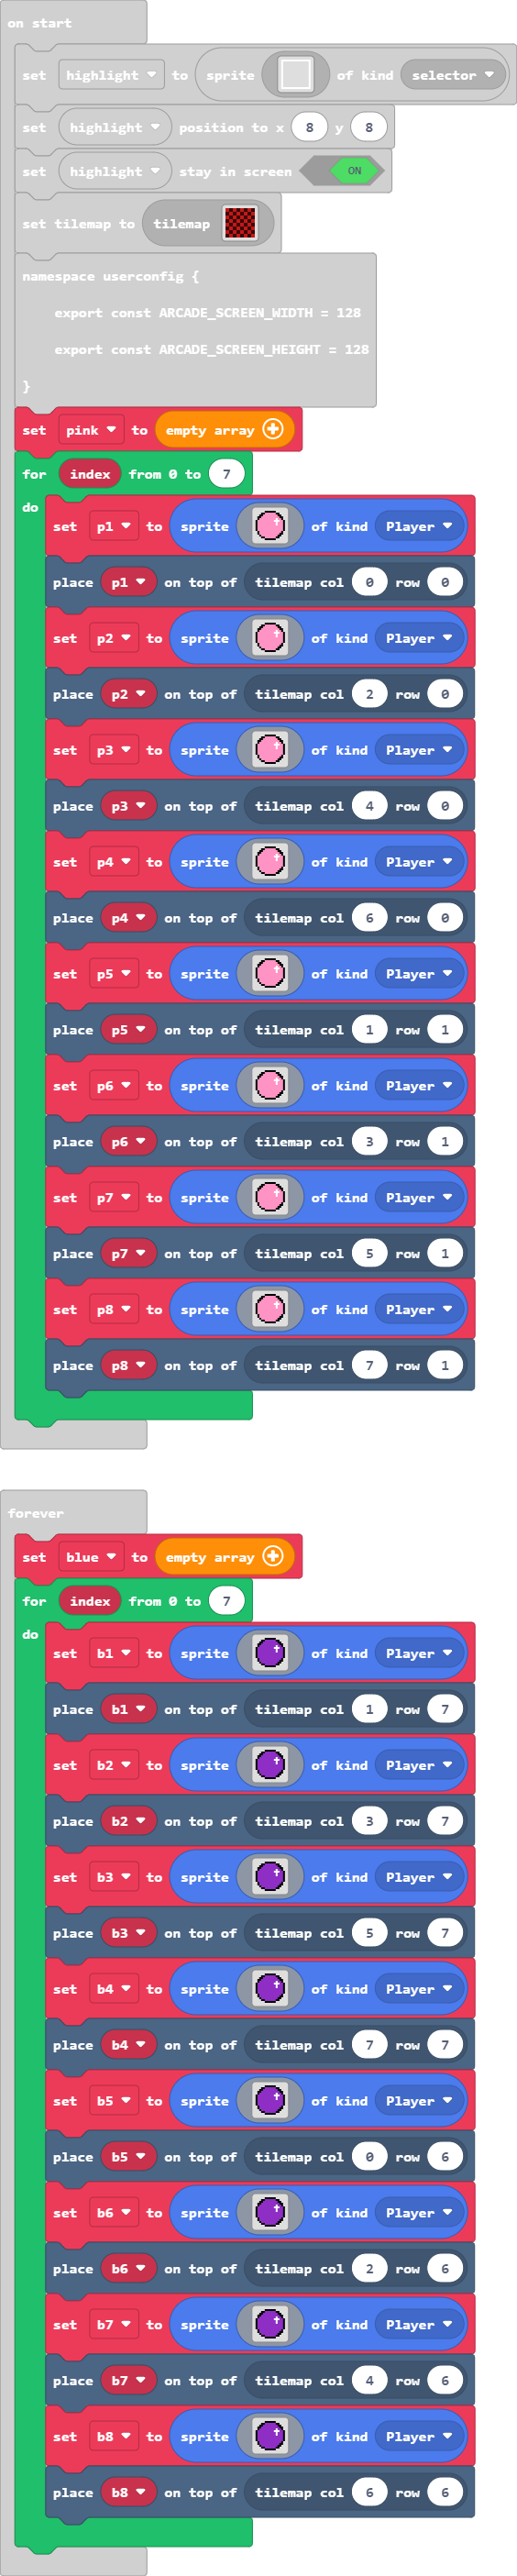 on start
set highlight to sprite of kind selector
set highlight position to x 8 y 8
set highlight stay in screen ON
set tilemap to tilemap
namespace userconfig {
export const ARCADE_SCREEN_WIDTH = 128
export const ARCADE_SCREEN_HEIGHT = 128
}
set pink to empty array
for index from 0 to 7
do
set p1 to sprite of kind Player
place p1 on top of tilemap col 0 row 0
set p2 to sprite of kind Player
place p2 on top of tilemap col 2 row 0
set p3 to sprite of kind Player
place p3 on top of tilemap col 4 row 0
set p4 to sprite of kind Player
place p4 on top of tilemap col 6 row 0
set p5 to sprite of kind Player
place p5 on top of tilemap col 1 row 1
set p6 to sprite of kind Player
place p6 on top of tilemap col 3 row 1
set p7 to sprite of kind Player
place p7 on top of tilemap col 5 row 1
set p8 to sprite of kind Player
place p8 on top of tilemap col 7 row 1
forever
set blue to empty array
for index from 0 to 7
do
set b1 to sprite of kind Player
place b1 on top of tilemap col 1 row 7
set b2 to sprite of kind Player
place b2 on top of tilemap col 3 row 7
set b3 to sprite of kind Player
place b3 on top of tilemap col 5 row 7
set b4 to sprite of kind Player
place b4 on top of tilemap col 7 row 7
set b5 to sprite of kind Player
place b5 on top of tilemap col 0 row 6
set b6 to sprite of kind Player
place b6 on top of tilemap col 2 row 6
set b7 to sprite of kind Player
place b7 on top of tilemap col 4 row 6
set b8 to sprite of kind Player
place b8 on top of tilemap col 6 row 6